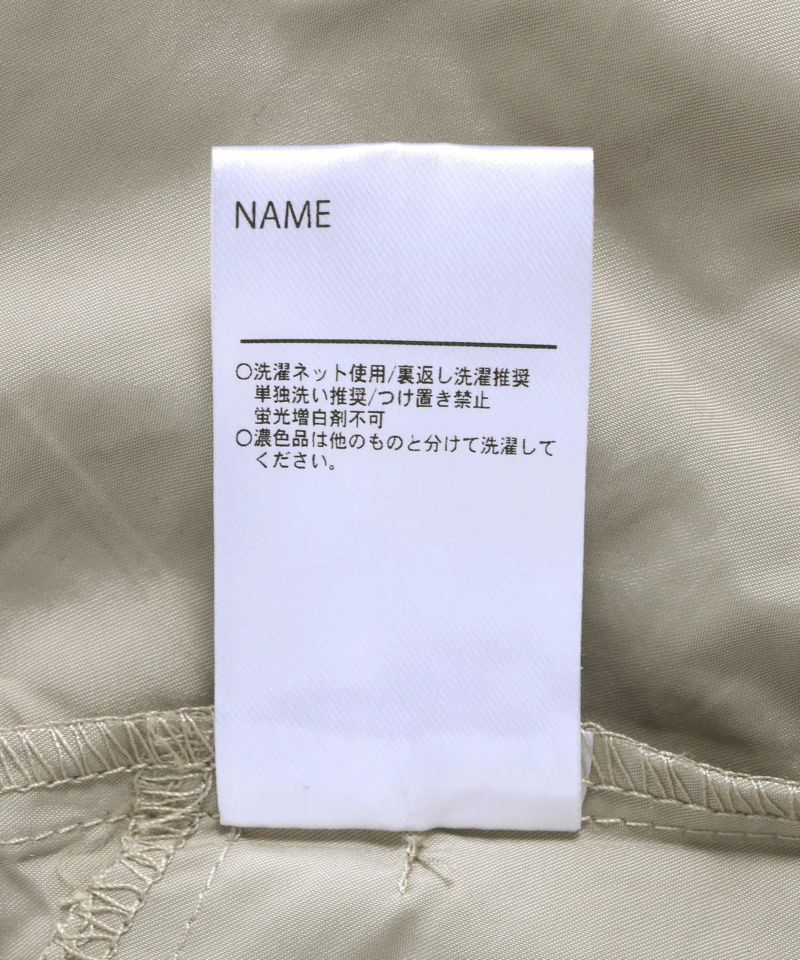 NAME
○洗濯ネット使用/裏返し洗濯推奨
単独洗い推奨/つけ置き禁止
蛍光増白剤不可
○濃色品は他のものと分けて洗濯して
ください。